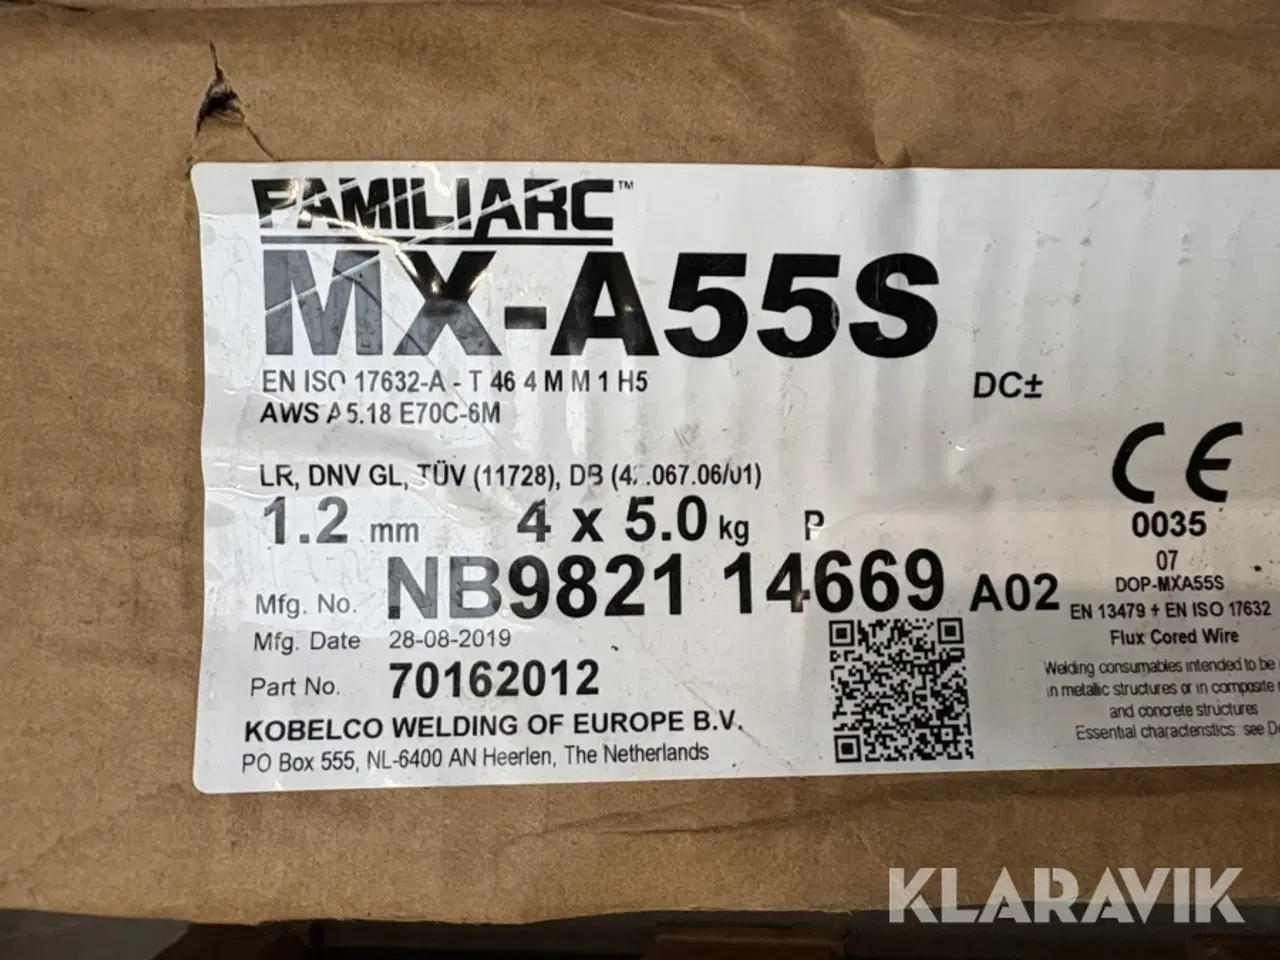 FAMILIARC™
MX-A55S
EN ISO 17632-A - T 46 4 M M 1 H5
AWS A5.18 E70C-6M
DC±
LR, DNV GL, TÜV (11728), DB
1.2 mm 4 x 5.0 kg P
CE
0035
07
DOP-MXA55S
EN 13479 + EN ISO 17632
Flux Cored Wire
Welding consumables intended to be
in metallic structures or in composite
and concrete structures
Essential characteristics: see
Mfg. No. NB9821 14669 A02
Mfg. Date 28-08-2019
Part No. 70162012
KOBELCO WELDING OF EUROPE B.V.
PO Box 555, NL-6400 AN Heerlen, The Netherlands
KLARAVIK